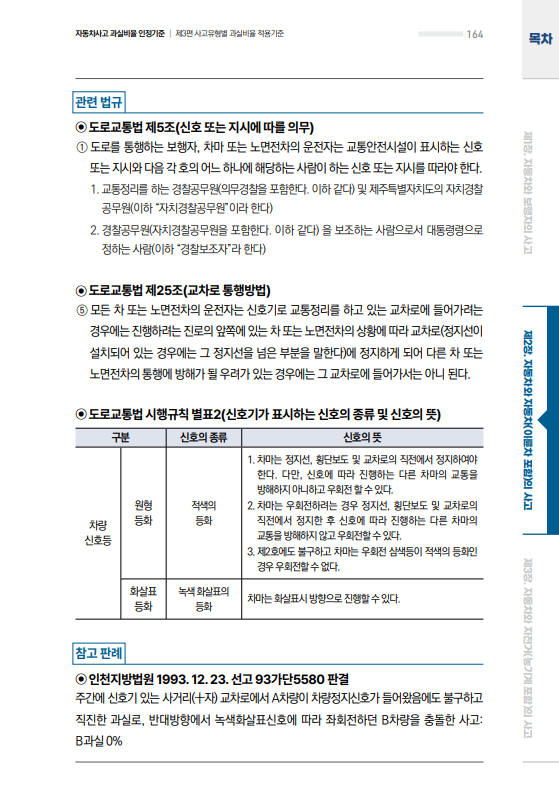 자동차사고 과실비율 인정기준 | 제3편 사고유형별 과실비율 적용기준
164
목차
관련 법규
◉ 도로교통법 제5조(신호 또는 지시에 따를 의무)
① 도로를 통행하는 보행자, 차마 또는 노면전차의 운전자는 교통안전시설이 표시하는 신호
또는 지시와 다음 각 호의 어느 하나에 해당하는 사람이 하는 신호 또는 지시를 따라야 한다.
1. 교통정리를 하는 경찰공무원(의무경찰을 포함한다. 이하 같다) 및 제주특별자치도의 자치경찰
공무원(이하 “자치경찰공무원”이라 한다)
2. 경찰공무원(자치경찰공무원을 포함한다. 이하 같다) 을 보조하는 사람으로서 대통령령으로
정하는 사람(이하 “경찰보조자”라 한다)
◉ 도로교통법 제25조(교차로 통행방법)
⑤ 모든 차 또는 노면전차의 운전자는 신호기로 교통정리를 하고 있는 교차로에 들어가려는
경우에는 진행하려는 진로의 앞쪽에 있는 차 또는 노면전차의 상황에 따라 교차로(정지선이
설치되어 있는 경우에는 그 정지선을 넘은 부분을 말한다)에 정지하게 되어 다른 차 또는
노면전차의 통행에 방해가 될 우려가 있는 경우에는 그 교차로에 들어가서는 아니 된다.
◉ 도로교통법 시행규칙 별표2(신호기가 표시하는 신호의 종류 및 신호의 뜻)
구분 신호의 종류 신호의 뜻
차량
신호등
원형
등화
적색의
등화
1. 차마는 정지선, 횡단보도 및 교차로의 직전에서 정지하여야
한다. 다만, 신호에 따라 진행하는 다른 차마의 교통을
방해하지 아니하고 우회전 할 수 있다.
2. 차마는 우회전하려는 경우 정지선, 횡단보도 및 교차로의
직전에서 정지한 후 신호에 따라 진행하는 다른 차마의
교통을 방해하지 않고 우회전할 수 있다.
3. 제2호에도 불구하고 차마는 우회전 삼색등이 적색의 등화인
경우 우회전할 수 없다.
화살표
등화
녹색 화살표의
등화
차마는 화살표시 방향으로 진행할 수 있다.
참고 판례
◉ 인천지방법원 1993. 12. 23. 선고 93가단5580 판결
주간에 신호기 있는 사거리(十자) 교차로에서 A차량이 차량정지신호가 들어왔음에도 불구하고
직진한 과실로, 반대방향에서 녹색화살표신호에 따라 좌회전하던 B차량을 충돌한 사고:
B과실 0%
제1장. 자동차와 보행자의 사고
제2장. 자동차와 자동차(이륜차 포함)의 사고
제3장. 자동차와 자전거(농기계 포함)의 사고